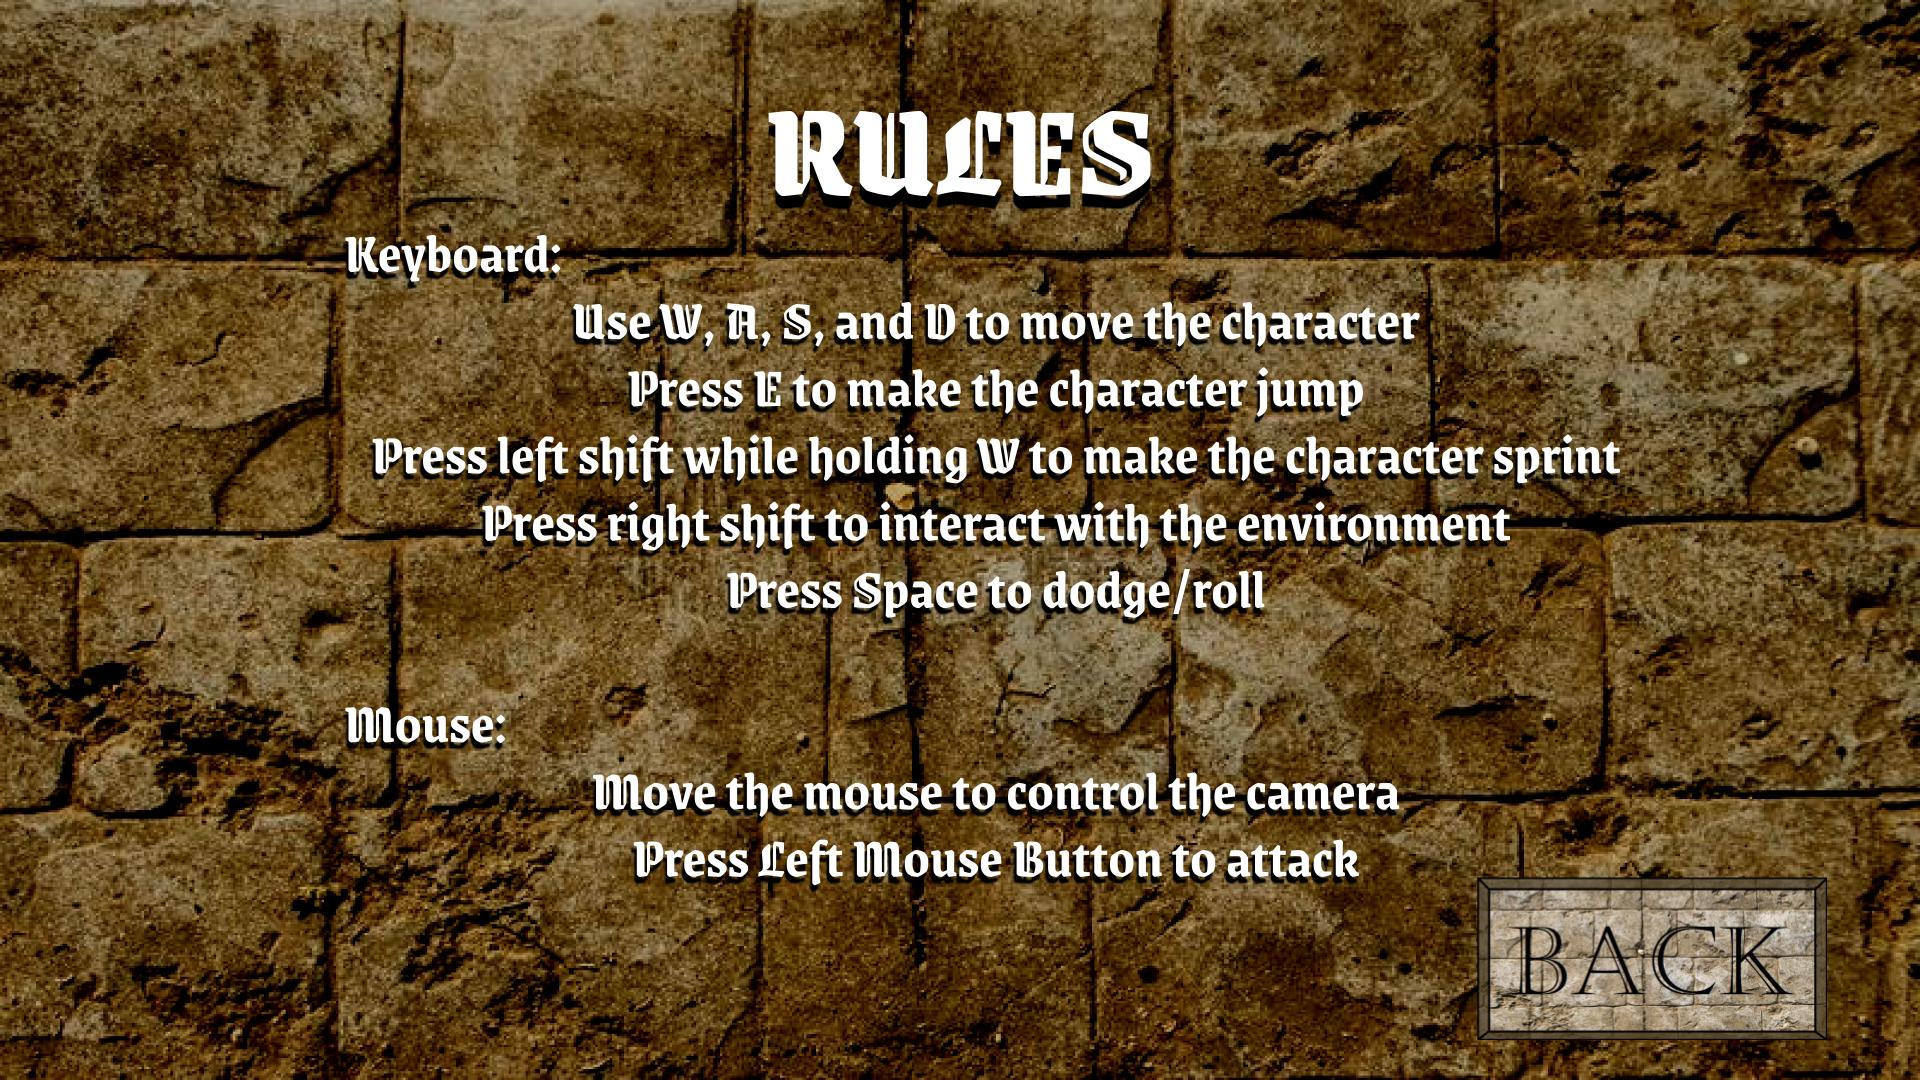 RULES
Keyboard:
Use W, A, S, and D to move the character
Press E to make the character jump
Press left shift while holding W to make the character sprint
Press right shift to interact with the environment
Press Space to dodge/roll
Mouse:
Move the mouse to control the camera
Press Left Mouse Button to attack
BACK